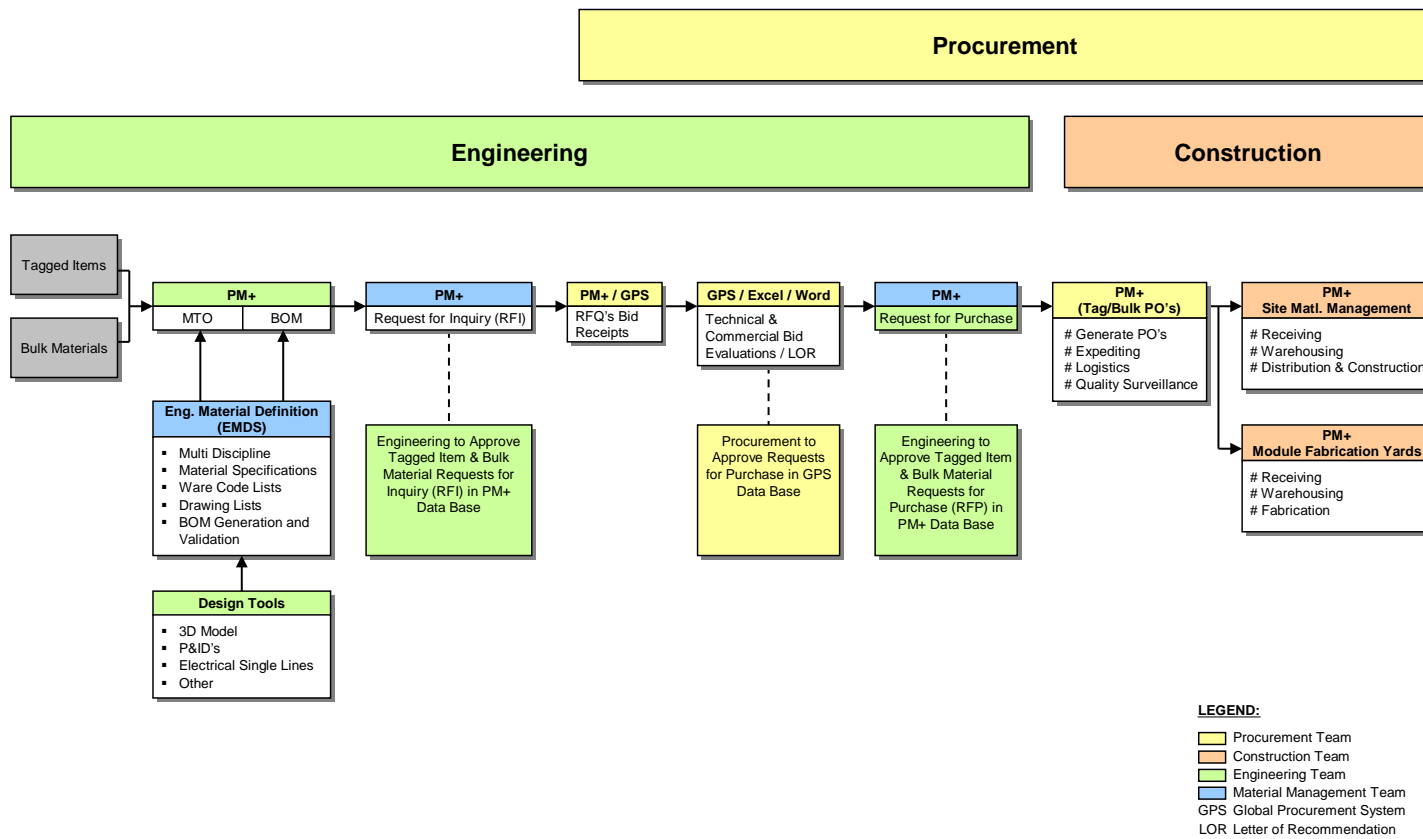 Procurement
Engineering
Construction
Tagged Items
Bulk Materials
PM+
MTO
BOM
PM+
Request for Inquiry (RFI)
PM+ / GPS
RFQ's Bid
Receipts
GPS / Excel / Word
Technical &
Commercial Bid
Evaluations / LOR
PM+
Request for Purchase
PM+
(Tag/Bulk PO's)
# Generate PO's
# Expediting
# Logistics
# Quality Surveillance
PM+
Site Matl. Management
# Receiving
# Warehousing
# Distribution & Construction
Eng. Material Definition
(EMDS)
▪ Multi Discipline
▪ Material Specifications
▪ Ware Code Lists
▪ Drawing Lists
▪ BOM Generation and
Validation
Engineering to Approve
Tagged Item & Bulk
Material Requests for
Inquiry (RFI) in PM+
Data Base
Procurement to
Approve Requests
for Purchase in GPS
Data Base
Engineering to
Approve Tagged Item
& Bulk Material
Requests for
Purchase (RFP) in
PM+ Data Base
PM+
Module Fabrication Yards
# Receiving
# Warehousing
# Fabrication
Design Tools
▪ 3D Model
▪ P&ID's
▪ Electrical Single Lines
▪ Other
LEGEND:
Procurement Team
Construction Team
Engineering Team
Material Management Team
GPS Global Procurement System
LOR Letter of Recommendation